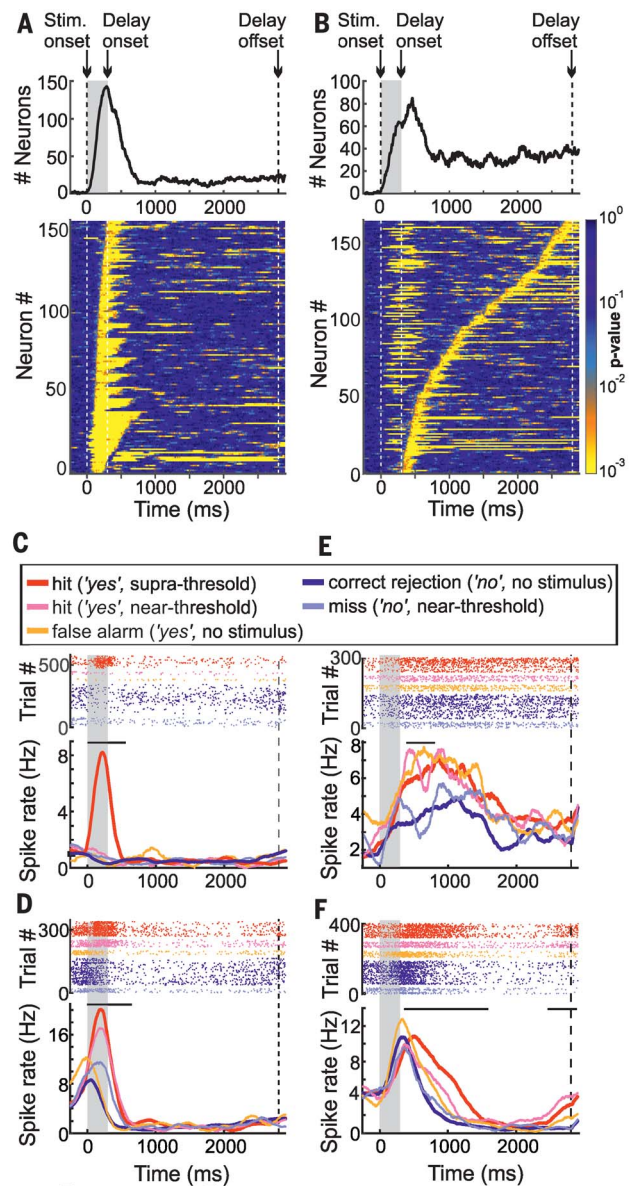 A
Stim. onset
Delay onset
Delay offset
# Neurons
150
100
50
0
0
1000
2000
Neuron #
150
100
50
0
0
1000
2000
Time (ms)
B
Stim. onset
Delay onset
Delay offset
# Neurons
100
80
60
40
20
0
0
1000
2000
Neuron #
150
100
50
0
0
1000
2000
Time (ms)
p-value
10^0
10^-1
10^-2
10^-3
C
E
hit ('yes', supra-thresold)
hit ('yes', near-threshold)
false alarm ('yes', no stimulus)
correct rejection ('no', no stimulus)
miss ('no', near-threshold)
Trial #
500
0
Spike rate (Hz)
8
4
0
0
1000
2000
Trial #
300
0
Spike rate (Hz)
8
6
4
2
0
1000
2000
D
Trial #
300
0
Spike rate (Hz)
16
8
0
0
1000
2000
Time (ms)
F
Trial #
400
0
Spike rate (Hz)
12
8
4
0
0
1000
2000
Time (ms)